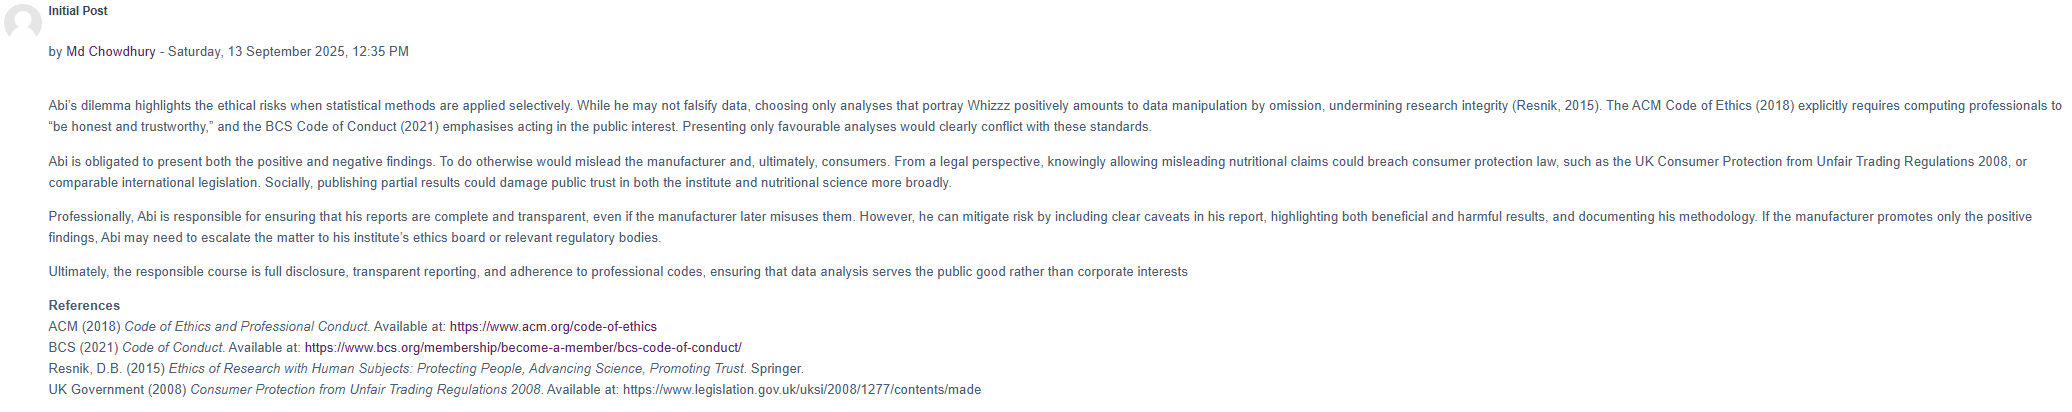 Initial Post
by Md Chowdhury - Saturday, 13 September 2025, 12:35 PM
Abi's dilemma highlights the ethical risks when statistical methods are applied selectively. While he may not falsify data, choosing only analyses that portray Whizzz positively amounts to data manipulation by omission, undermining research integrity (Resnik, 2015). The ACM Code of Ethics (2018) explicitly requires computing professionals to
“be honest and trustworthy,” and the BCS Code of Conduct (2021) emphasises acting in the public interest. Presenting only favourable analyses would clearly conflict with these standards.
Abi is obligated to present both the positive and negative findings. To do otherwise would mislead the manufacturer and, ultimately, consumers. From a legal perspective, knowingly allowing misleading nutritional claims could breach consumer protection law, such as the UK Consumer Protection from Unfair Trading Regulations 2008, or
comparable international legislation. Socially, publishing partial results could damage public trust in both the institute and nutritional science more broadly.
Professionally, Abi is responsible for ensuring that his reports are complete and transparent, even if the manufacturer later misuses them. However, he can mitigate risk by including clear caveats in his report, highlighting both beneficial and harmful results, and documenting his methodology. If the manufacturer promotes only the positive
findings, Abi may need to escalate the matter to his institute's ethics board or relevant regulatory bodies.
Ultimately, the responsible course is full disclosure, transparent reporting, and adherence to professional codes, ensuring that data analysis serves the public good rather than corporate interests
References
ACM (2018) Code of Ethics and Professional Conduct. Available at: https://www.acm.org/code-of-ethics
BCS (2021) Code of Conduct. Available at: https://www.bcs.org/membership/become-a-member/bcs-code-of-conduct/
Resnik, D.B. (2015) Ethics of Research with Human Subjects: Protecting People, Advancing Science, Promoting Trust. Springer.
UK Government (2008) Consumer Protection from Unfair Trading Regulations 2008. Available at: https://www.legislation.gov.uk/uksi/2008/1277/contents/made